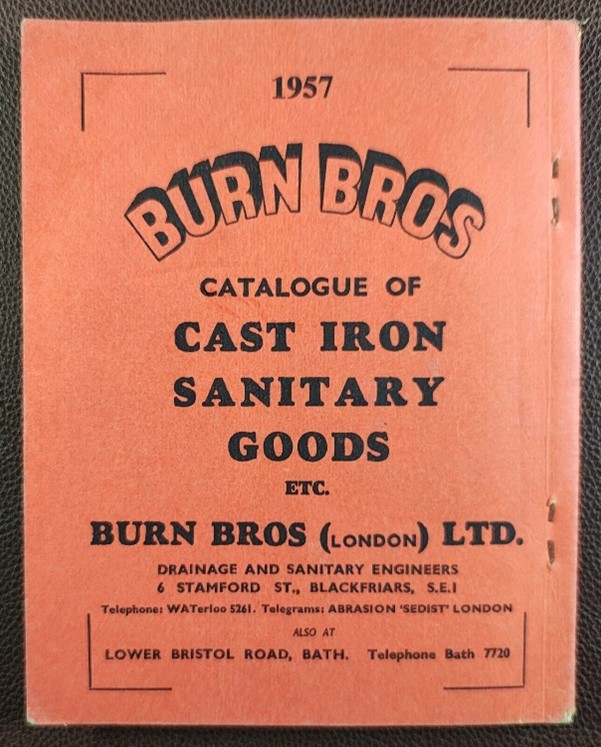 1957
BURN BROS
CATALOGUE OF
CAST IRON
SANITARY
GOODS
ETC.
BURN BROS (LONDON) LTD.
DRAINAGE AND SANITARY ENGINEERS
6 STAMFORD ST., BLACKFRIARS, S.E.1
Telephone: WATerloo 5261. Telegrams: ABRASION 'SEDIST' LONDON
ALSO AT
LOWER BRISTOL ROAD, BATH. Telephone Bath 7720